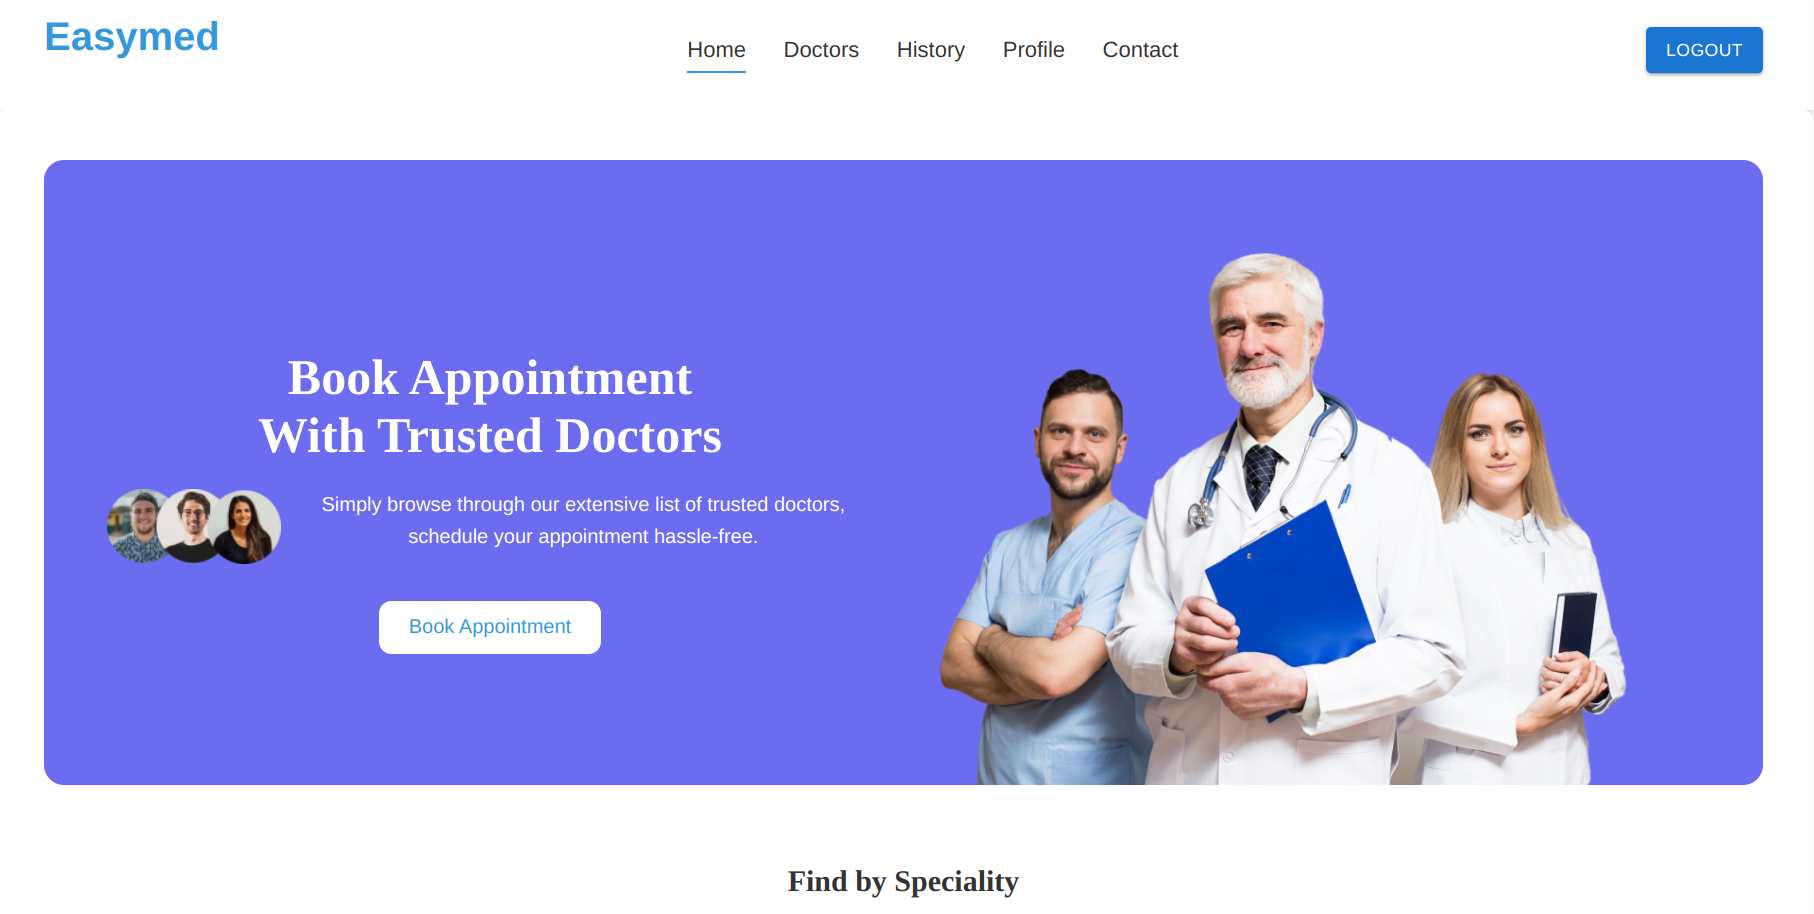 Easymed
Home
Doctors
History
Profile
Contact
LOGOUT
Book Appointment
With Trusted Doctors
Simply browse through our extensive list of trusted doctors,
schedule your appointment hassle-free.
Book Appointment
Find by Speciality